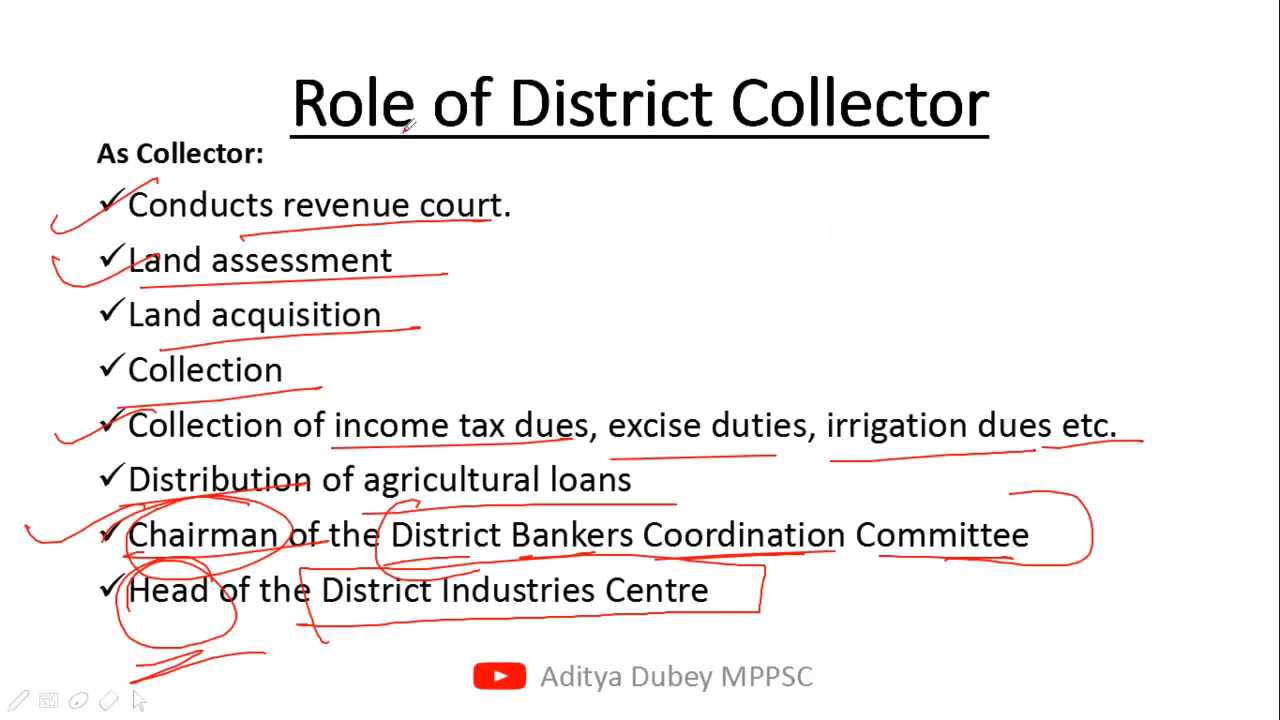 Role of District Collector
As Collector:
✓Conducts revenue court.
✓Land assessment
✓Land acquisition
✓Collection
✓Collection of income tax dues, excise duties, irrigation dues etc.
✓Distribution of agricultural loans
✓Chairman of the District Bankers Coordination Committee
✓Head of the District Industries Centre
Aditya Dubey MPPSC